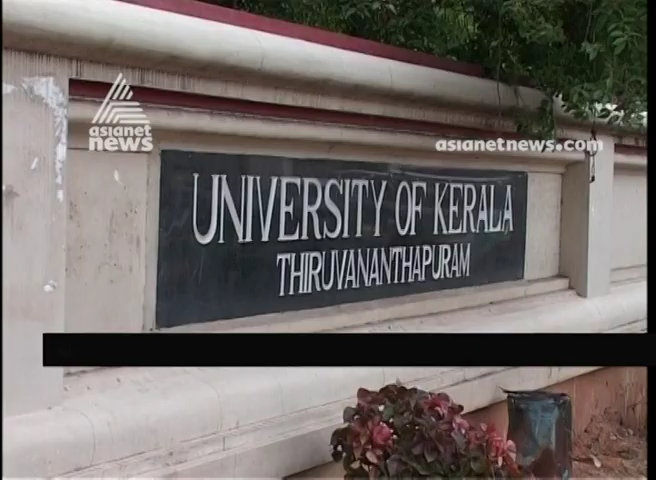 asianet
news
asianetnews.com
UNIVERSITY OF KERALA
THIRUVANANTHAPURAM